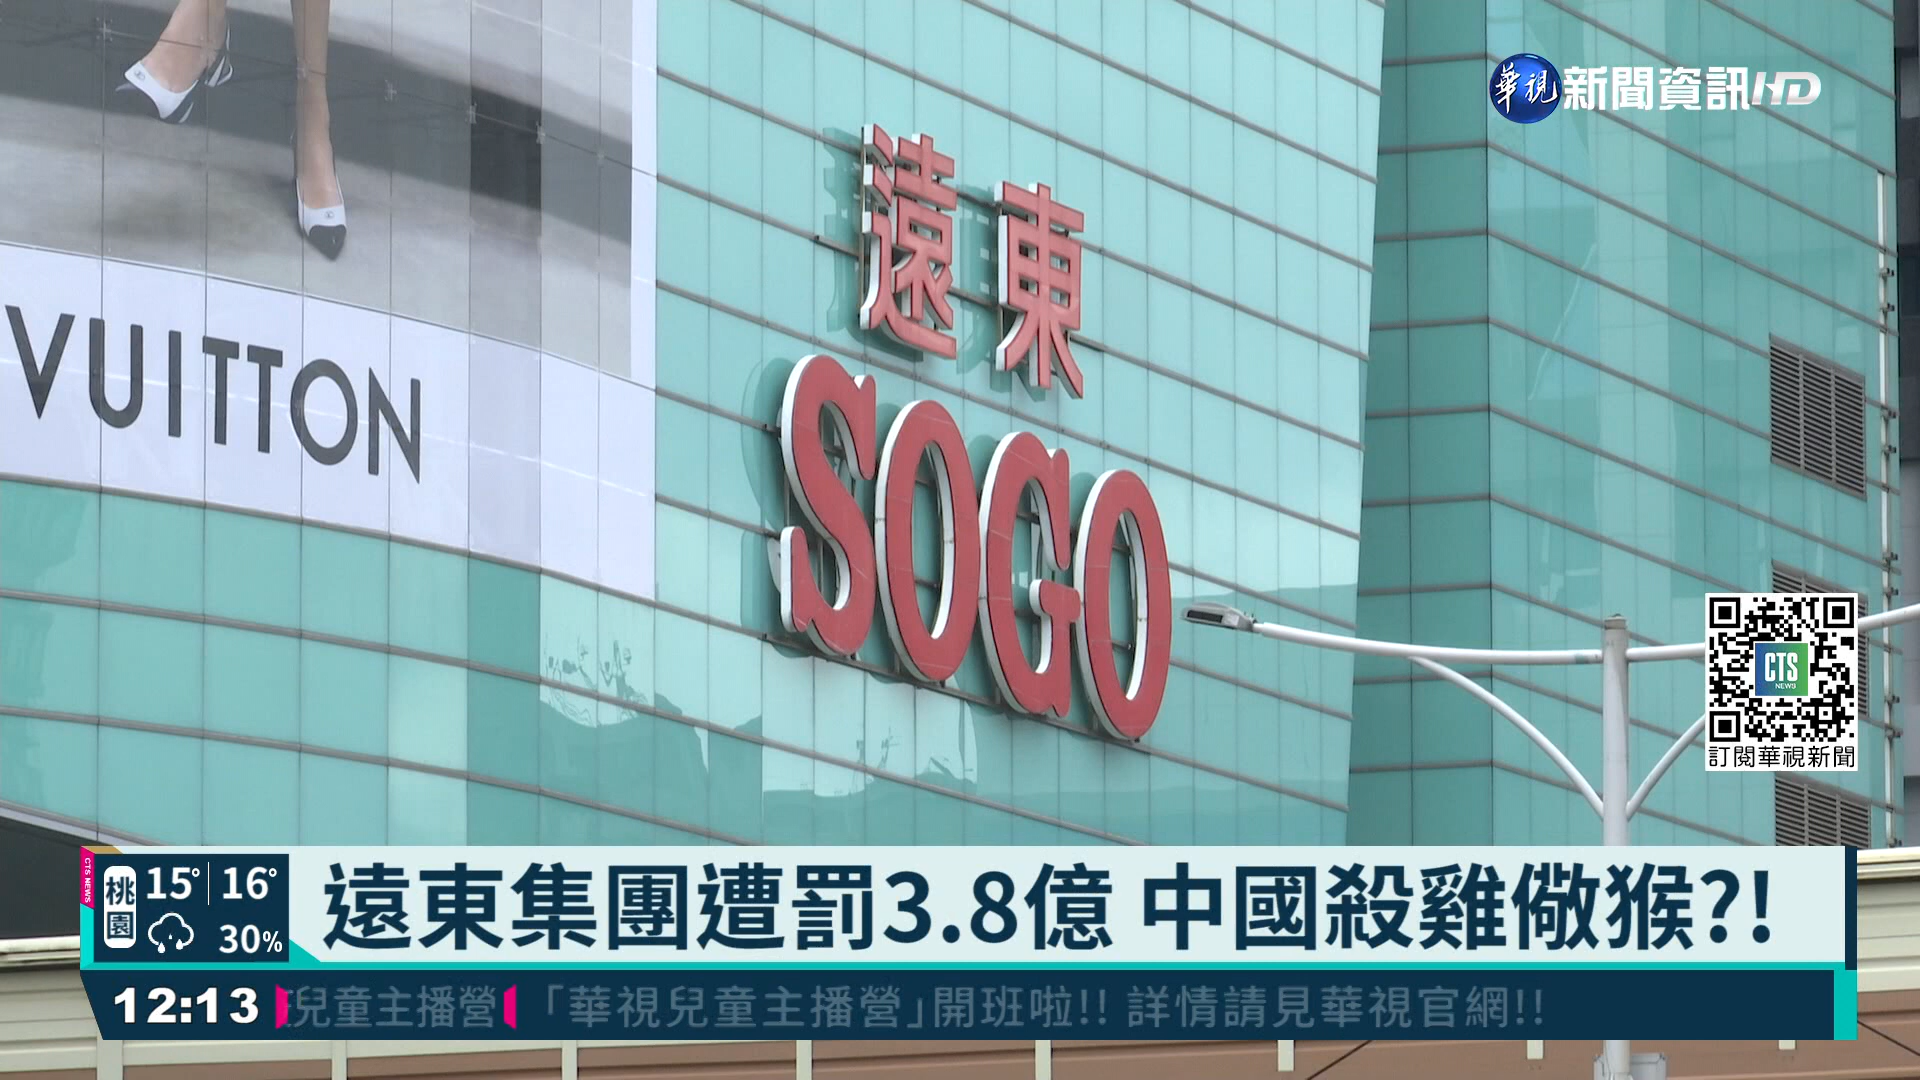 華視新聞資訊HD
遠東
SOGO
VUITTON
CTS
NEWS
訂閱華視新聞
CTS NEWS
桃園
15° 16°
30%
遠東集團遭罰3.8億 中國殺雞儆猴?!
12:13
兒童主播營 「華視兒童主播營」開班啦!! 詳情請見華視官網!!